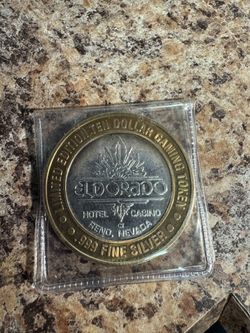 LIMITED EDITION TEN DOLLAR GAMING TOKEN
ELDORADO
HOTEL CASINO
RENO, NEVADA
.999 FINE SILVER